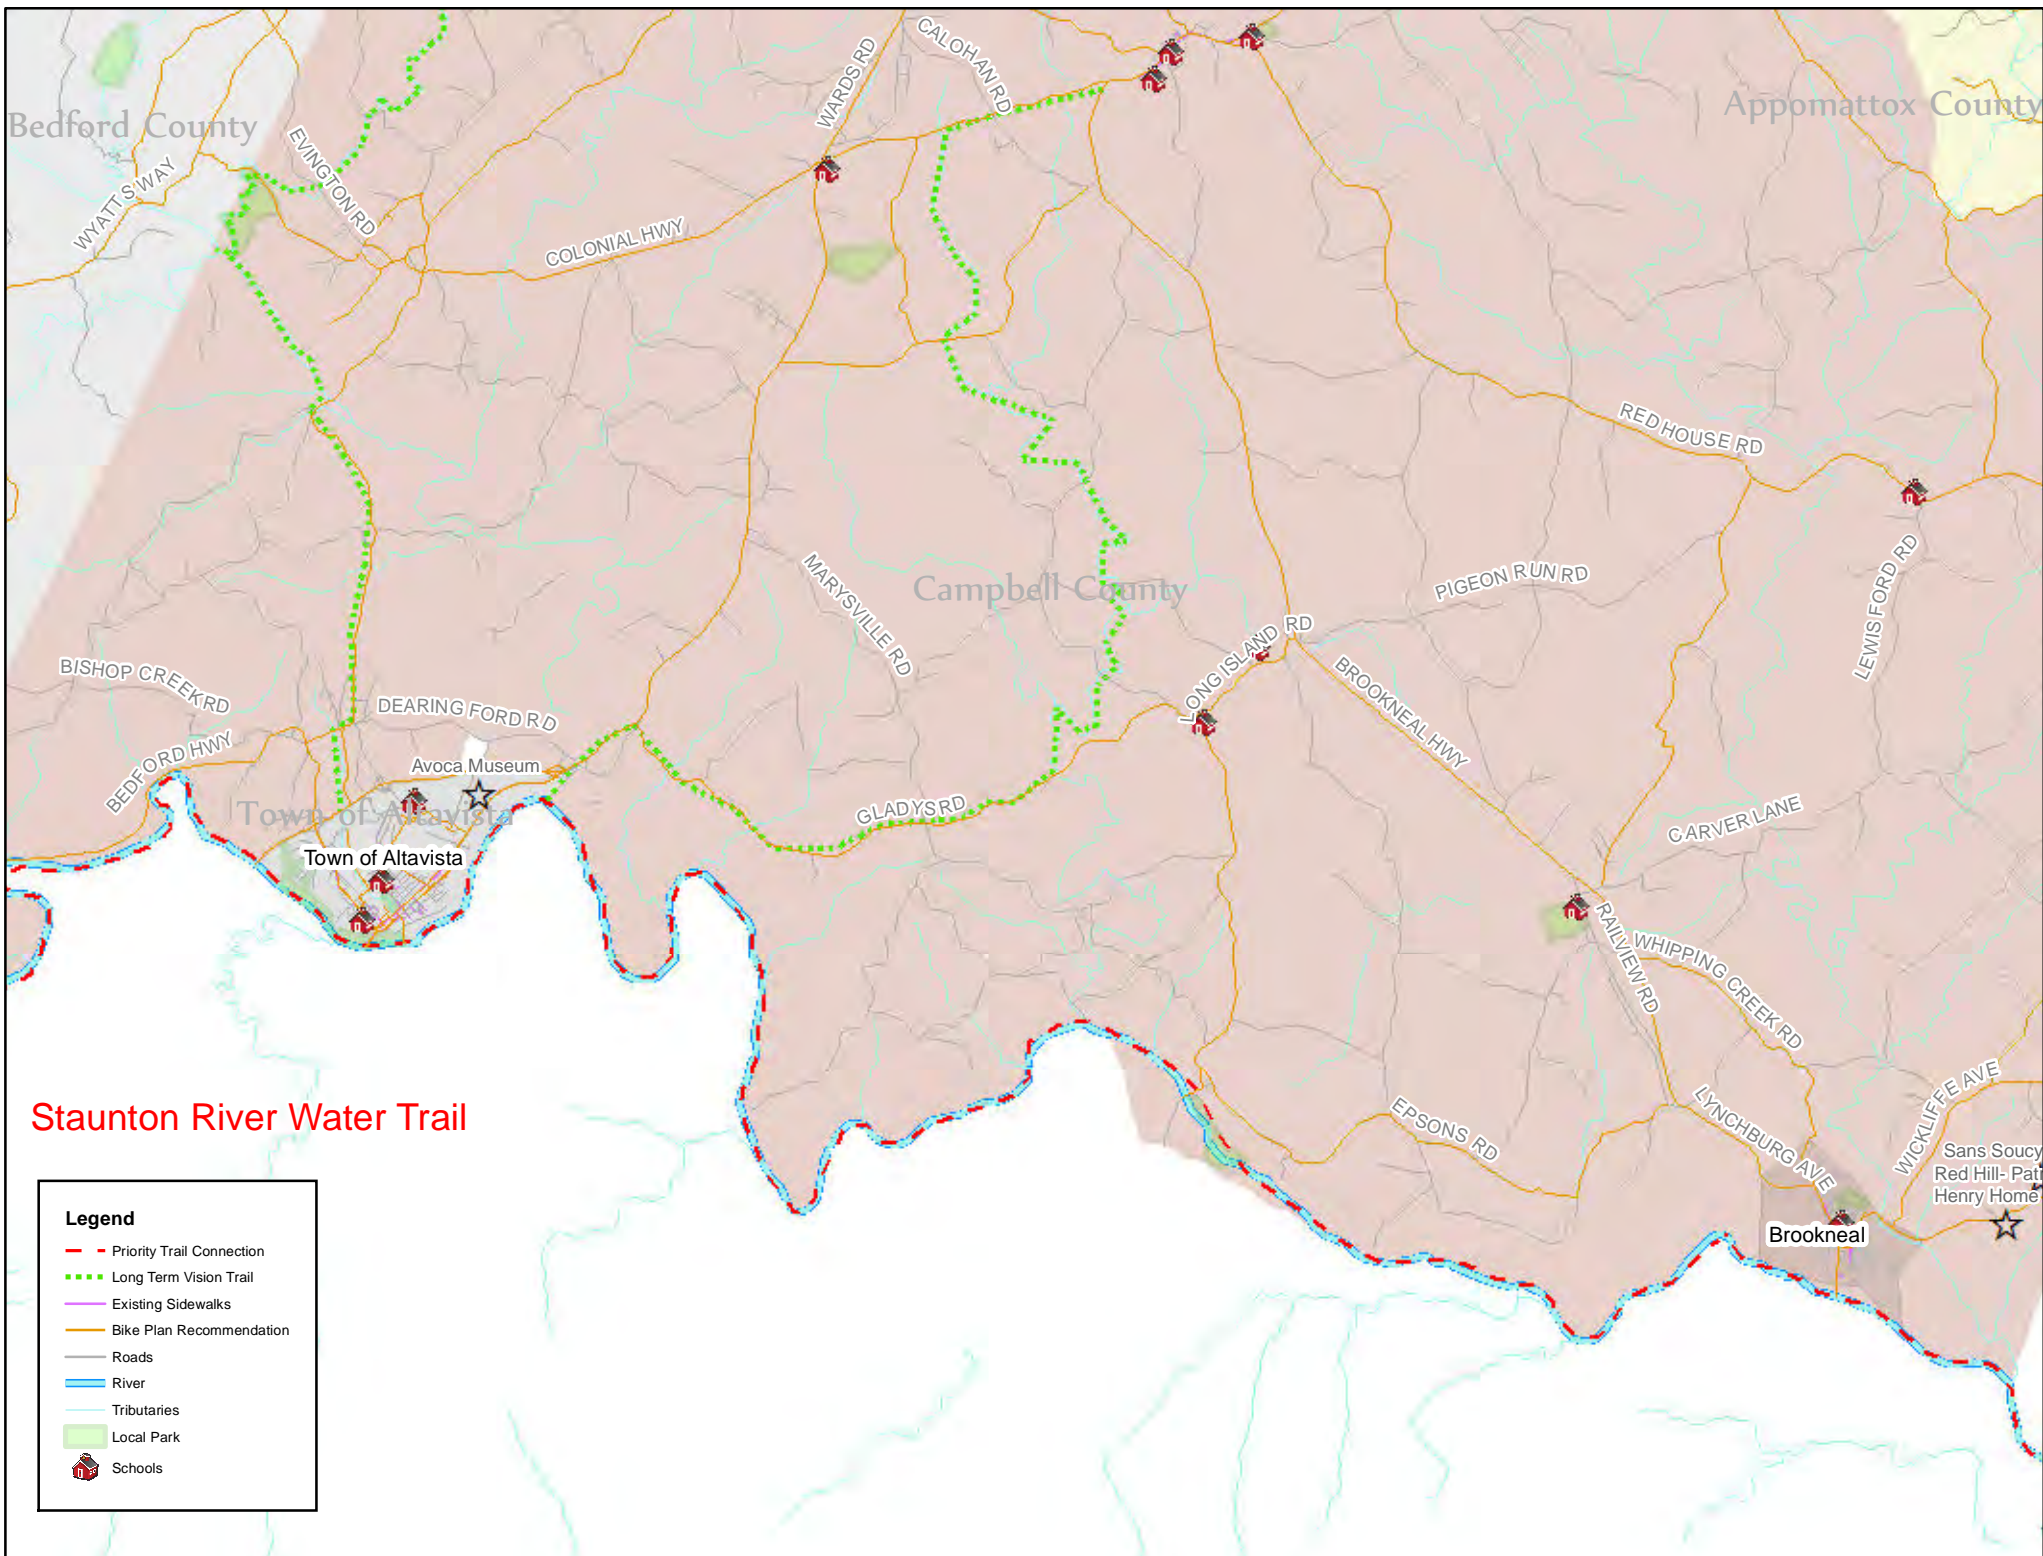 CALOHAN RD
WARDS RD
Appomattox County
Bedford County
EVINGTON RD
WYATTS WAY
COLONIAL HWY
RED HOUSE RD
MARYSVILLE RD
Campbell County
PIGEON RUN RD
LEWIS FORD RD
LONG ISLAND RD
BISHOP CREEK RD
DEARING FORD RD
BROOKNEAL HWY
BEDFORD HWY
Avoca Museum
Town of Altavista
GLADYS RD
CARVER LANE
Town of Altavista
RAILVIEW RD
WHIPPING CREEK RD
WICKLIFFE AVE
Staunton River Water Trail
EPSONS RD
LYNCHBURG AVE
Sans Soucy
Red Hill- Pat
Henry Home
Brookneal
Legend
Priority Trail Connection
Long Term Vision Trail
Existing Sidewalks
Bike Plan Recommendation
Roads
River
Tributaries
Local Park
Schools